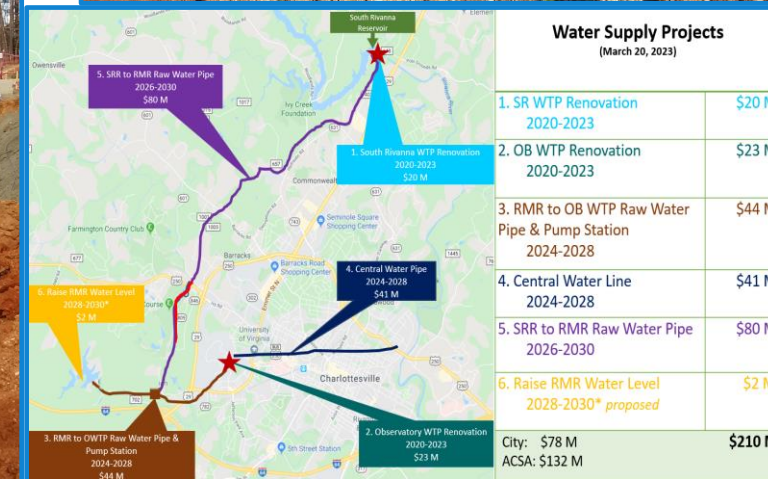 South Rivanna
Reservoir
Owensville
5. SRR to RMR Raw Water Pipe
2026-2030
$80 M
Ivy Creek
Foundation
1. South Rivanna WTP Renovation
2020-2023
$20 M
Commonweal
Seminole Square
Shopping Center
Farmington Country Club
Barracks
Barracks Road
Shopping Center
4. Central Water Pipe
2024-2028
$41 M
6. Raise RMR Water Level
2028-2030*
$2 M
Course
University
of Virginia
Charlottesville
2. Observatory WTP Renovation
2020-2023
$23 M
3. RMR to OWTP Raw Water Pipe &
Pump Station
2024-2028
$44 M
5th Street Station
Water Supply Projects
(March 20, 2023)
1. SR WTP Renovation $20 M
2020-2023
2. OB WTP Renovation $23 M
2020-2023
3. RMR to OB WTP Raw Water $44 M
Pipe & Pump Station
2024-2028
4. Central Water Line $41 M
2024-2028
5. SRR to RMR Raw Water Pipe $80 M
2026-2030
6. Raise RMR Water Level $2 M
2028-2030* proposed
City: $78 M $210 M
ACSA: $132 M